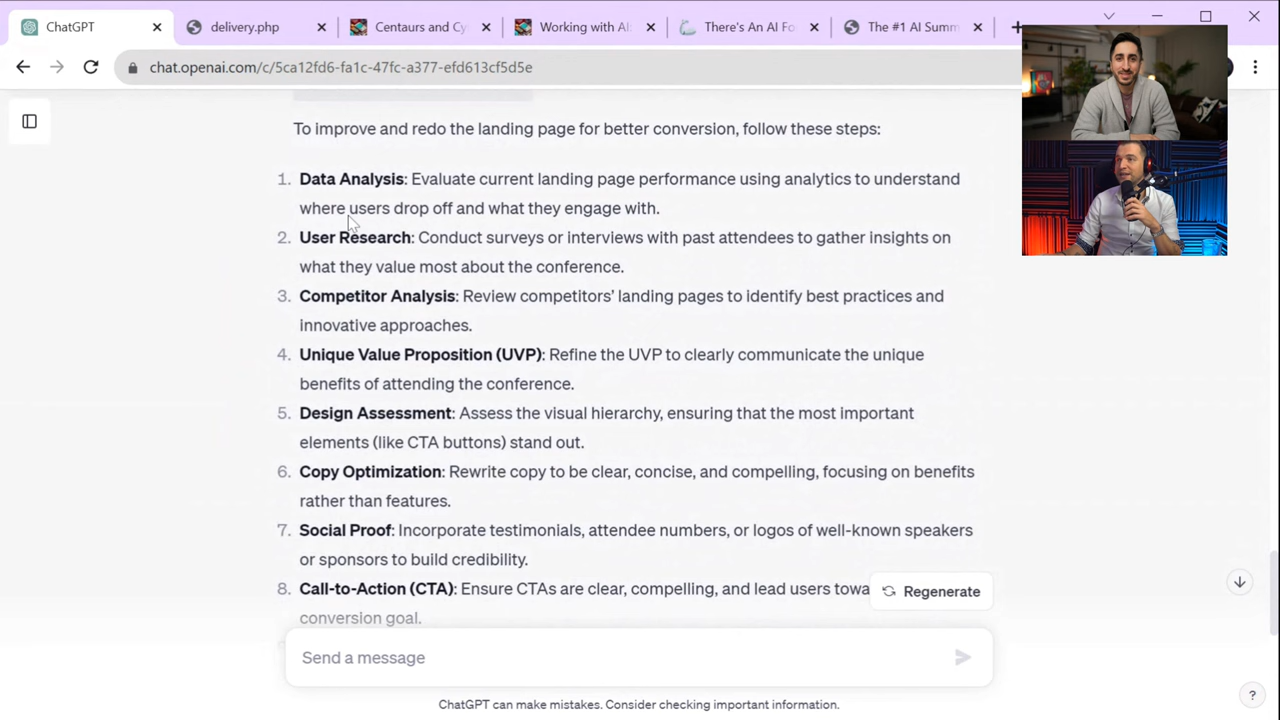 ChatGPT
delivery.php
Centaurs and Cy
Working with AI:
There's An AI Fo
The #1 AI Summ
chat.openai.com/c/5ca12fd6-fa1c-47fc-a377-efd613cf5d5e
To improve and redo the landing page for better conversion, follow these steps:
1. Data Analysis: Evaluate current landing page performance using analytics to understand
where users drop off and what they engage with.
2. User Research: Conduct surveys or interviews with past attendees to gather insights on
what they value most about the conference.
3. Competitor Analysis: Review competitors' landing pages to identify best practices and
innovative approaches.
4. Unique Value Proposition (UVP): Refine the UVP to clearly communicate the unique
benefits of attending the conference.
5. Design Assessment: Assess the visual hierarchy, ensuring that the most important
elements (like CTA buttons) stand out.
6. Copy Optimization: Rewrite copy to be clear, concise, and compelling, focusing on benefits
rather than features.
7. Social Proof: Incorporate testimonials, attendee numbers, or logos of well-known speakers
or sponsors to build credibility.
8. Call-to-Action (CTA): Ensure CTAs are clear, compelling, and lead users towa
conversion goal.
Regenerate
Send a message
ChatGPT can make mistakes. Consider checking important information.
?